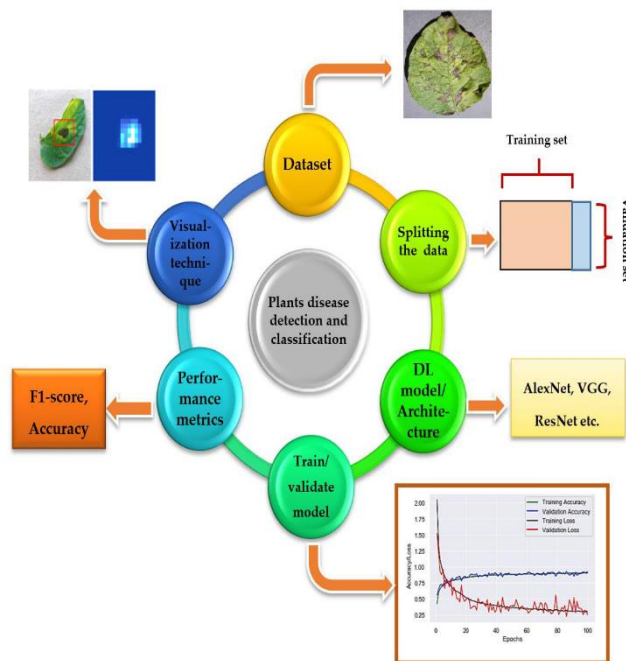 Dataset
Training set
Splitting
the data
Validation set
DL model/
Archite-
cture
AlexNet, VGG,
ResNet etc.
Train/
validate
model
Training Accuracy
Validation Accuracy
Training Loss
Validation Loss
Accuracy/Loss
2.00
1.75
1.50
1.25
1.00
0.75
0.50
0.25
0 20 40 60 80 100
Epochs
Perfor-
mance
metrics
F1-score,
Accuracy
Visual-
ization
techni-
que
Plants disease
detection and
classification